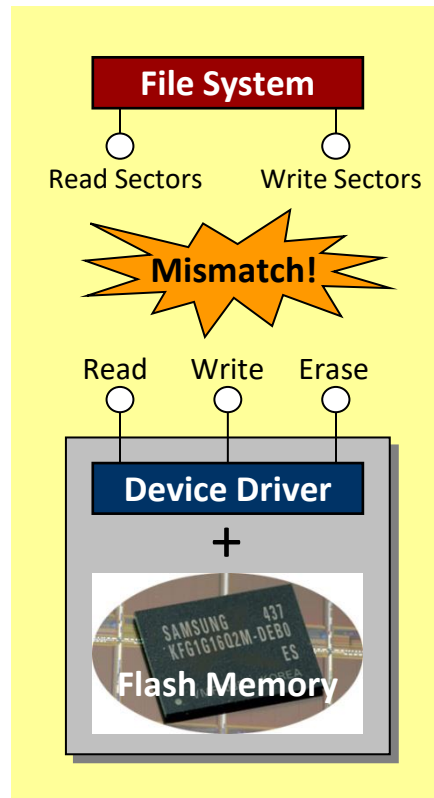 File System
Read Sectors Write Sectors
Mismatch!
Read Write Erase
Device Driver
+
SAMSUNG 437
KFG1G16Q2M-DEB0
ES
Flash Memory